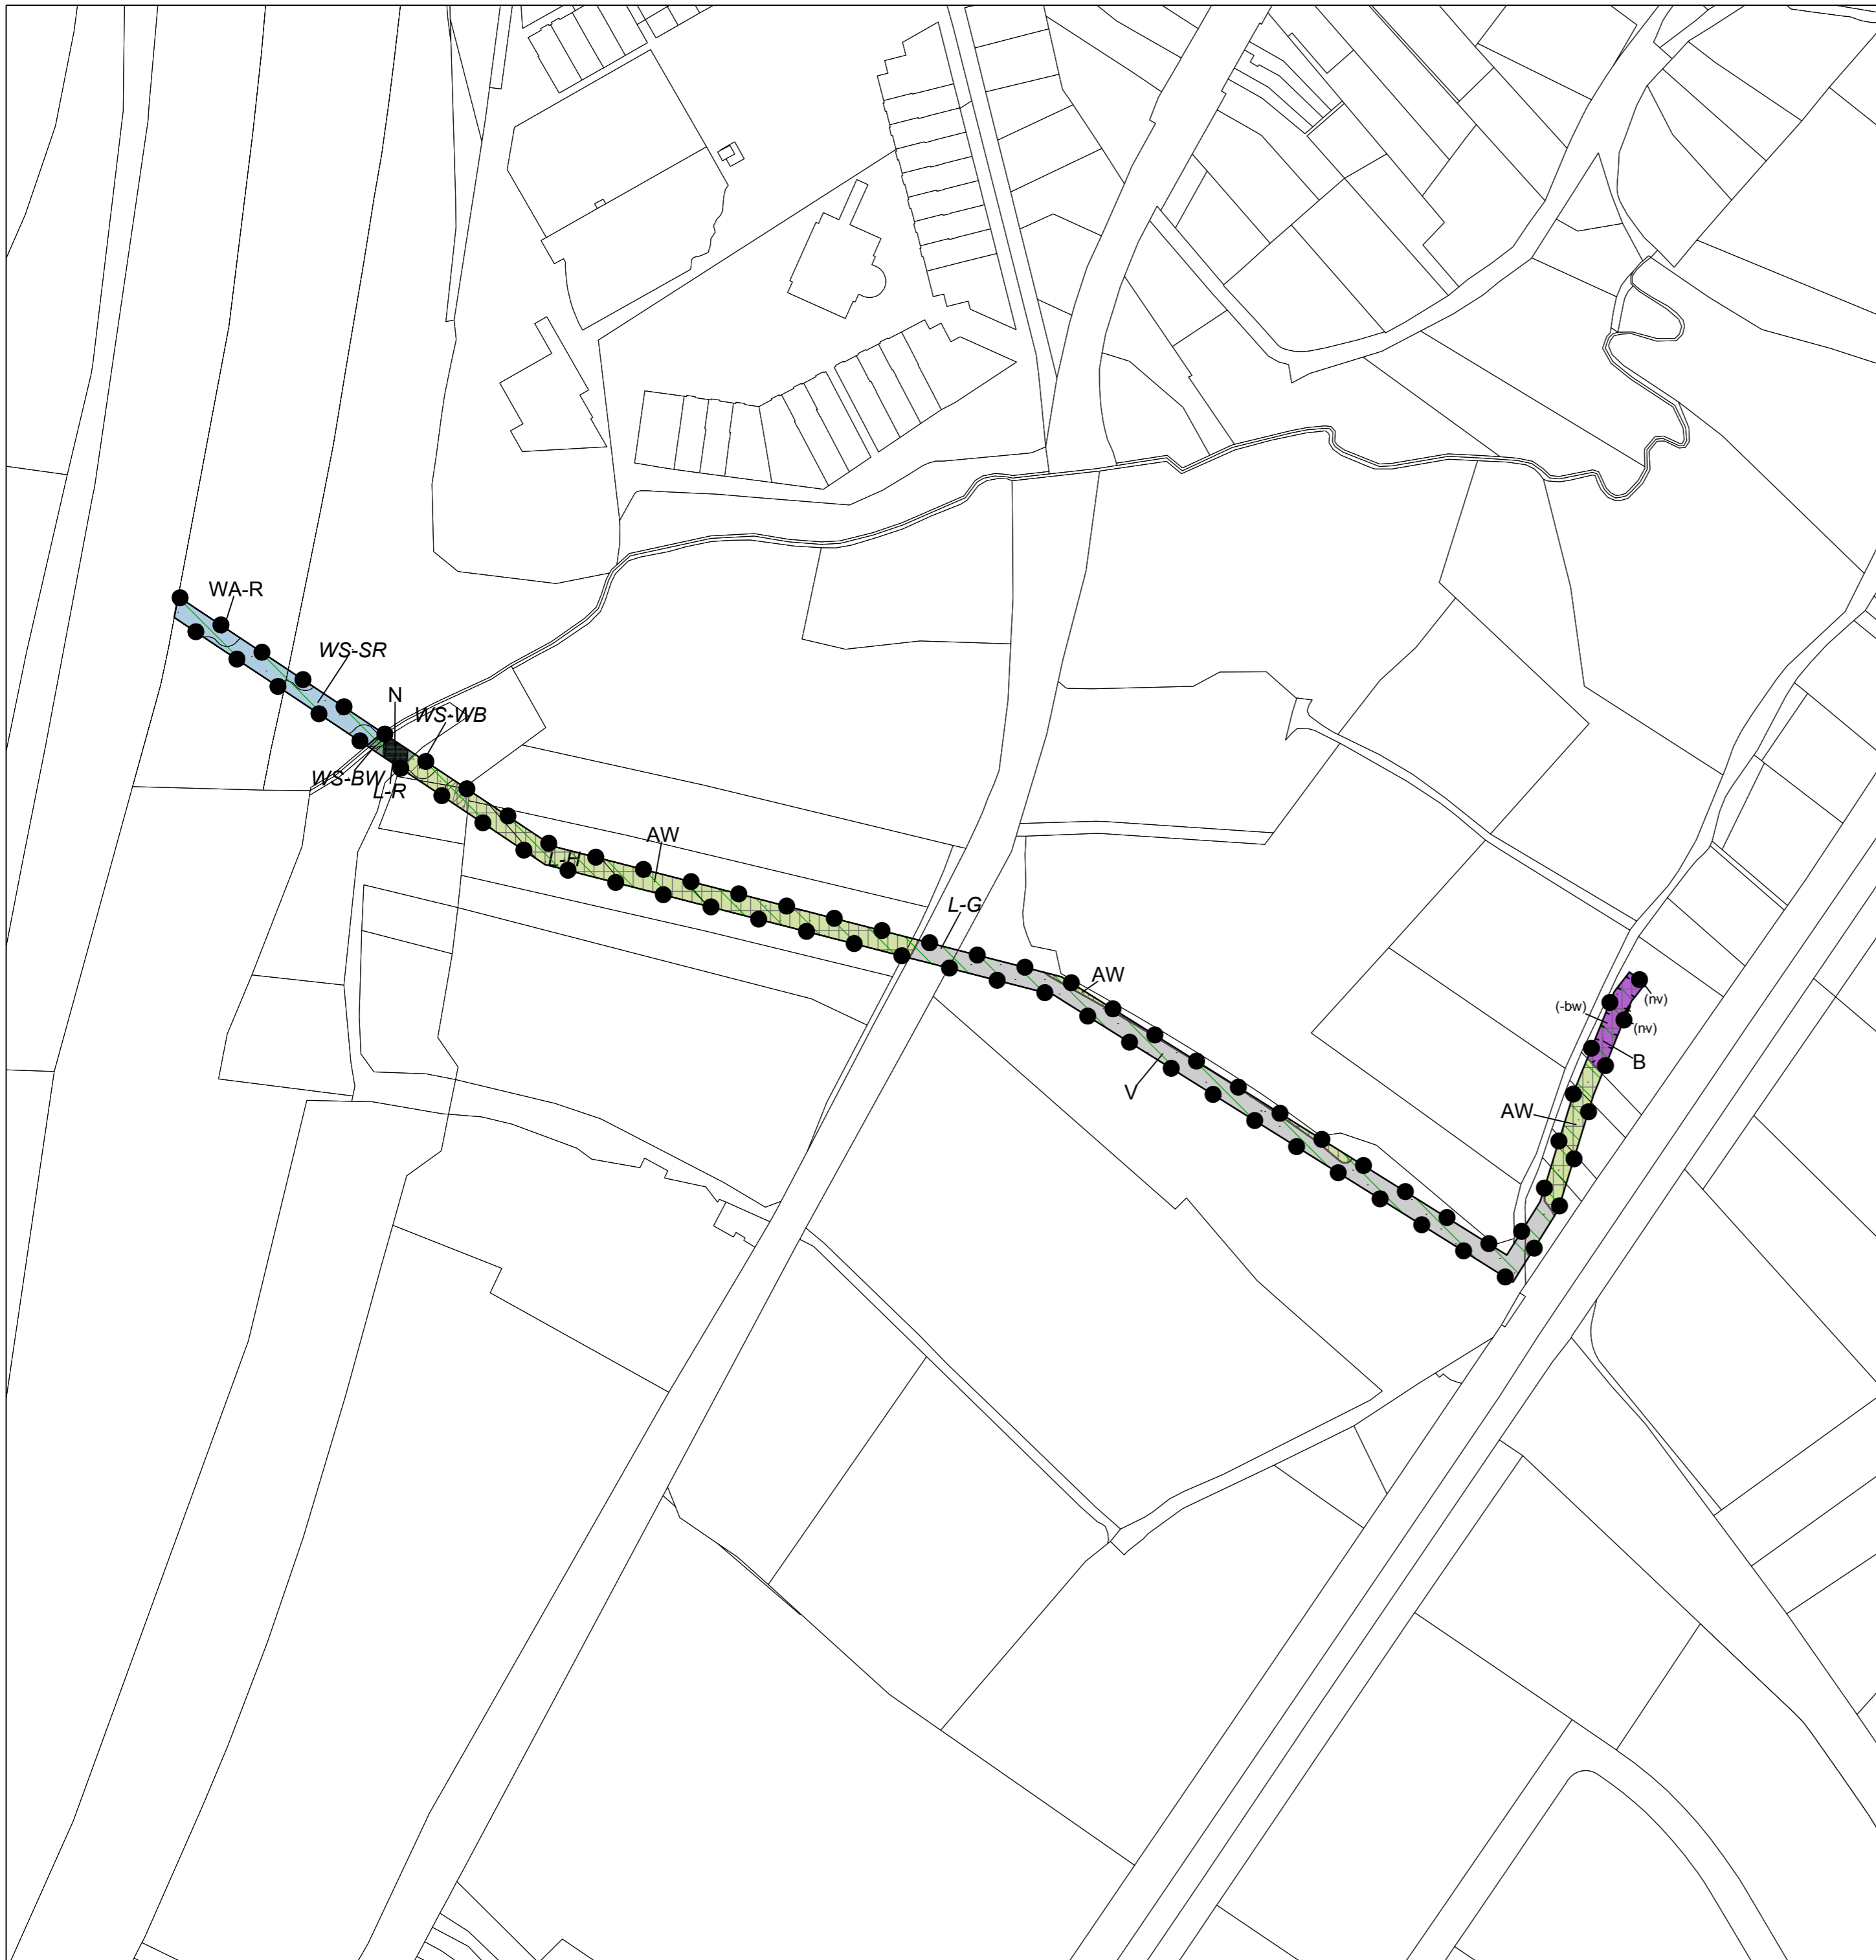 WA-R
WS-SR
N
WS-WB
WS-BW
L-R
AW
L-H
L-G
AW
V
(nv)
(-bw)
(nv)
B
AW